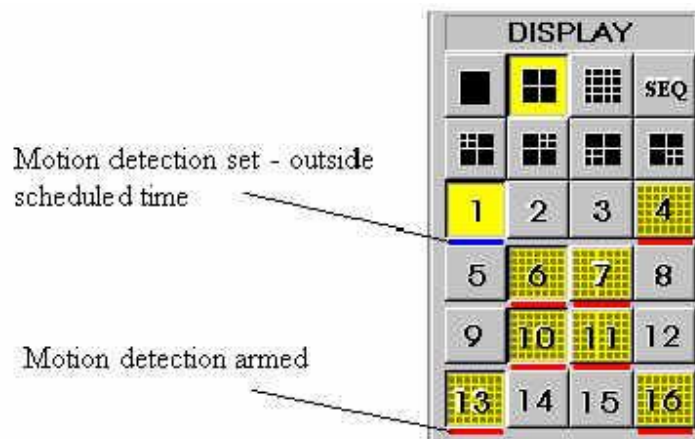 DISPLAY
SEQ
Motion detection set - outside
scheduled time
1 2 3 4
5 6 7 8
9 10 11 12
Motion detection armed
13 14 15 16